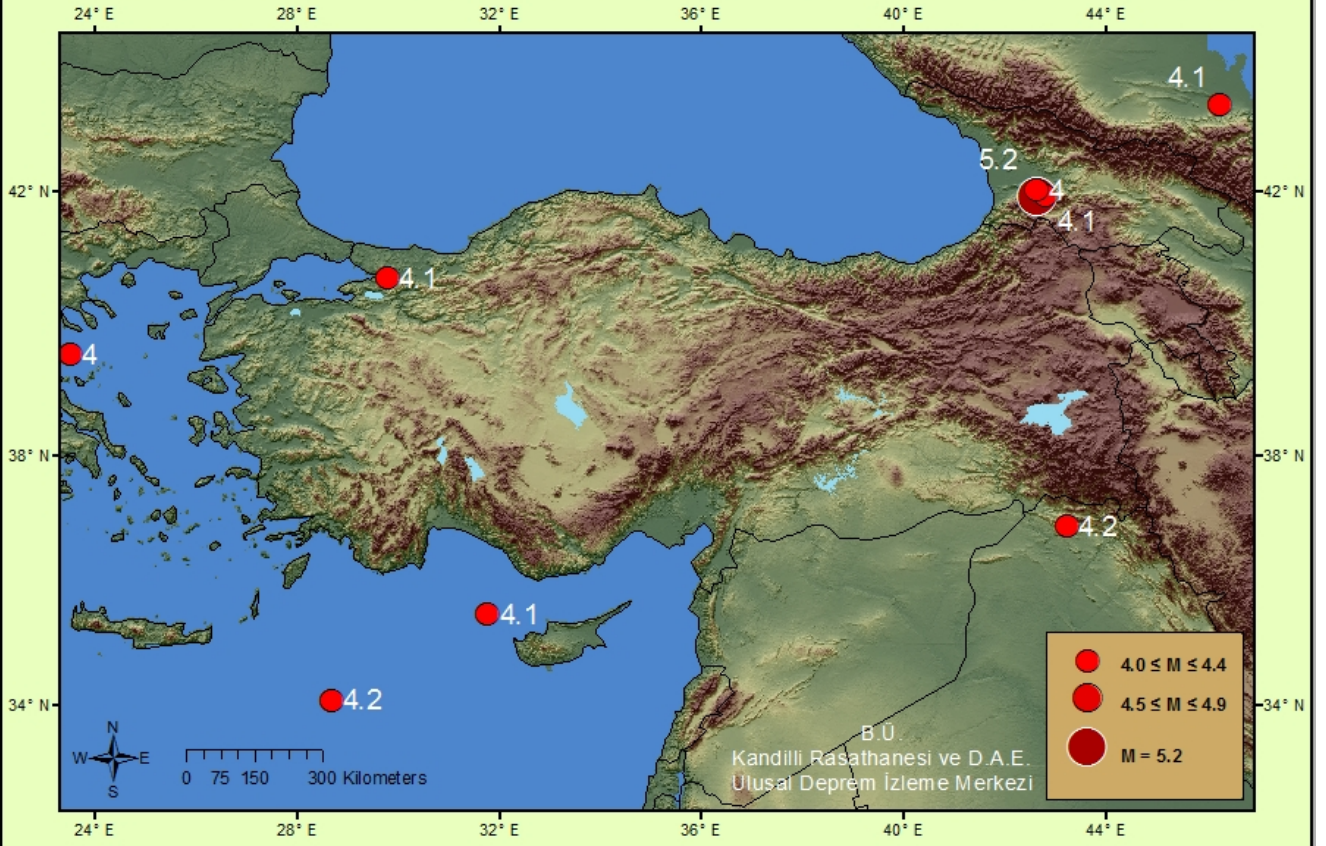 24° E 28° E 32° E 36° E 40° E 44° E
4.1
5.2
42° N 4 42° N
4.1
4.1
4
38° N 38° N
4.2
4.1
4.0 ≤ M ≤ 4.4
4.2
34° N 4.5 ≤ M ≤ 4.9 34° N
N
B.Ü.
W E
Kandilli Rasathanesi ve D.A.E.
M = 5.2
S
0 75 150 300 Kilometers
Ulusal Deprem İzleme Merkezi
24° E 28° E 32° E 36° E 40° E 44° E